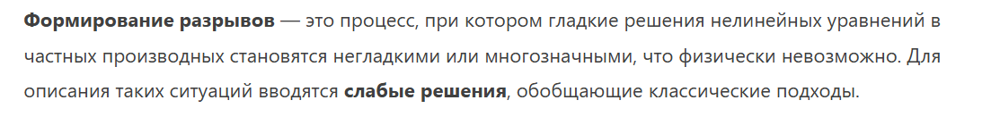 Формирование разрывов — это процесс, при котором гладкие решения нелинейных уравнений в
частных производных становятся негладкими или многозначными, что физически невозможно. Для
описания таких ситуаций вводятся слабые решения, обобщающие классические подходы.